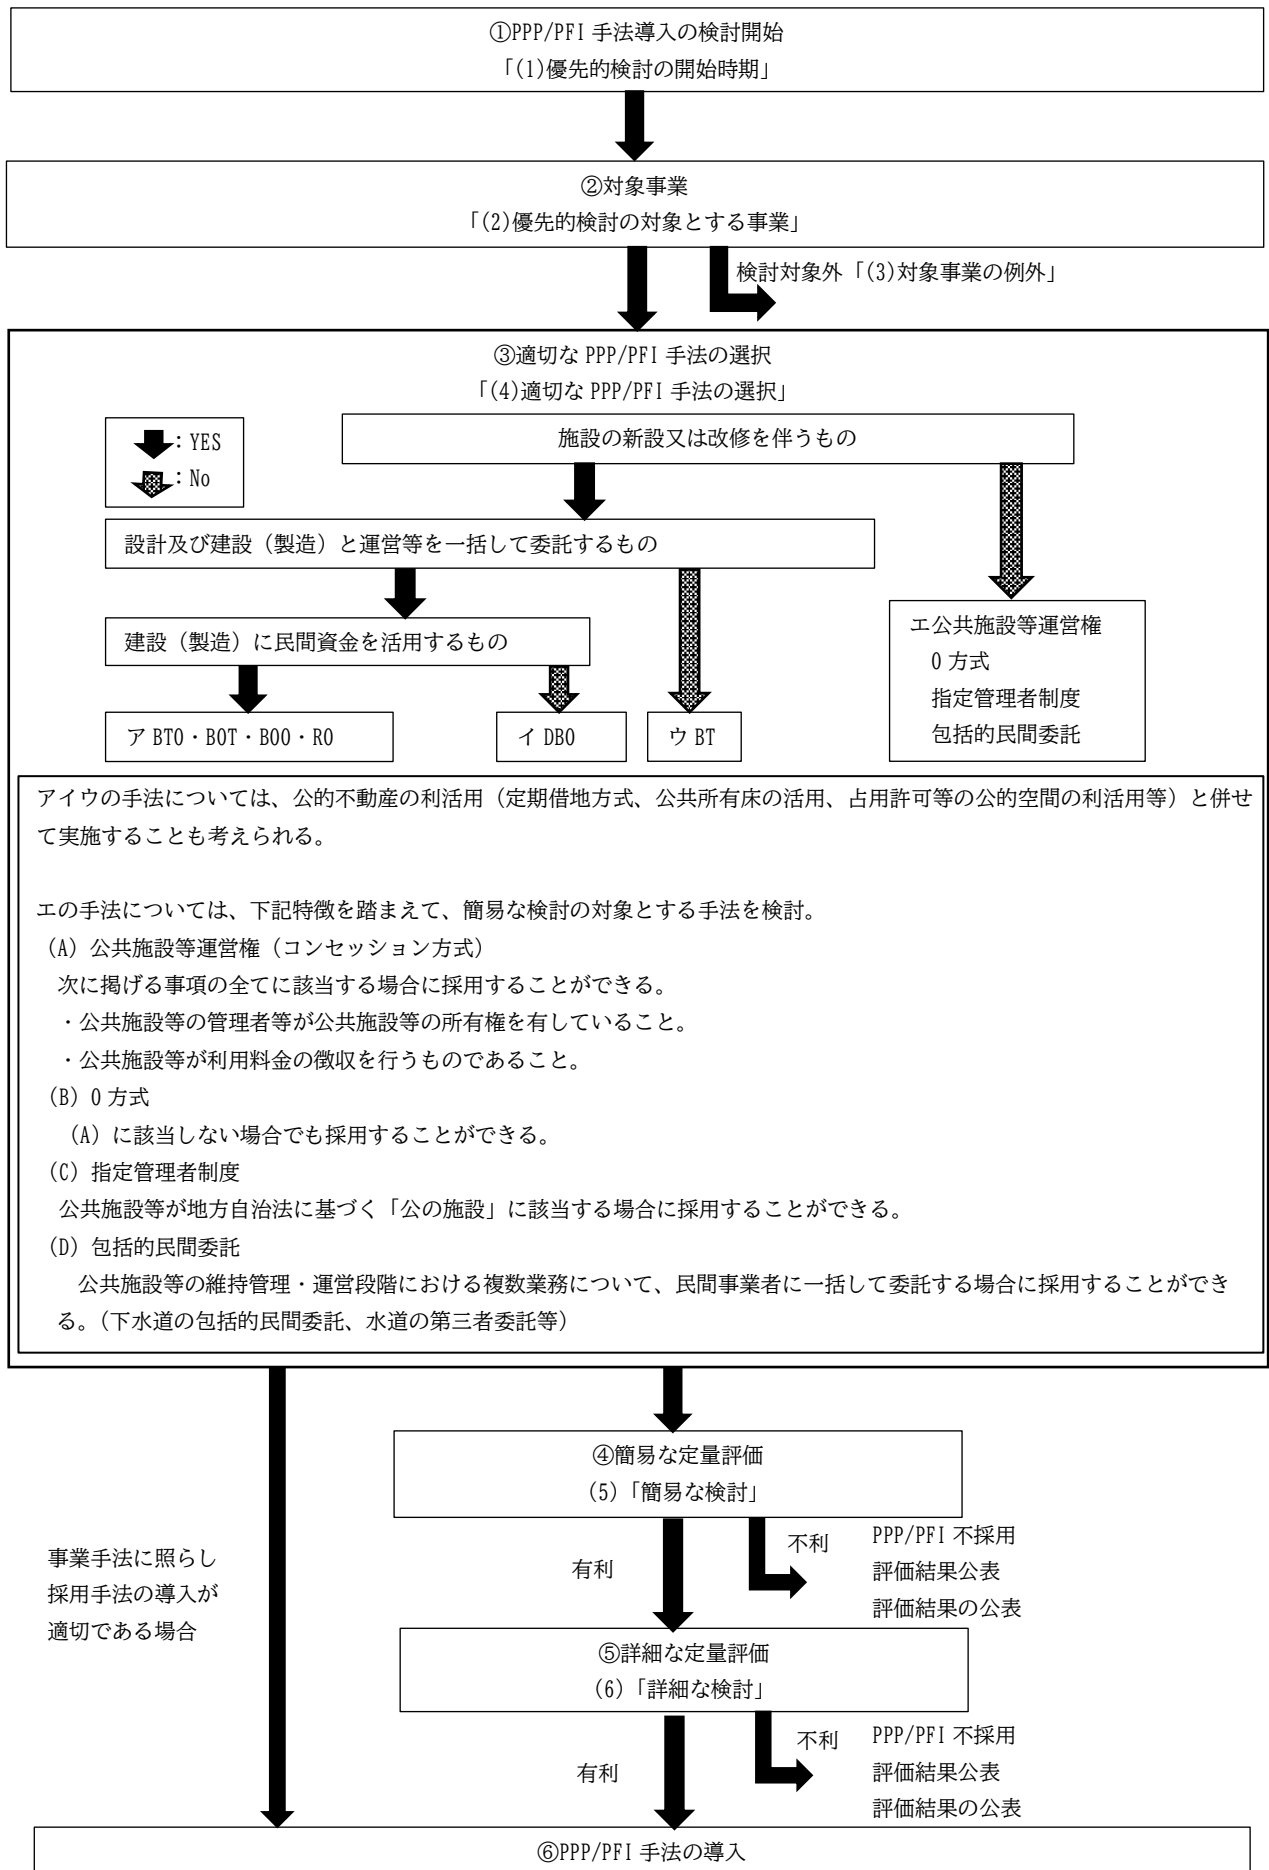 ①PPP/PFI 手法導入の検討開始
「(1)優先的検討の開始時期」
②対象事業
「(2)優先的検討の対象とする事業」
検討対象外「(3)対象事業の例外」
③適切な PPP/PFI 手法の選択
「(4)適切な PPP/PFI 手法の選択」
：YES
：No
施設の新設又は改修を伴うもの
設計及び建設（製造）と運営等を一括して委託するもの
建設（製造）に民間資金を活用するもの
エ公共施設等運営権
O 方式
指定管理者制度
包括的民間委託
ア BTO・BOT・BOO・RO
イ DBO
ウ BT
アイウの手法については、公的不動産の利活用（定期借地方式、公共所有床の活用、占用許可等の公的空間の利活用等）と併せ
て実施することも考えられる。
エの手法については、下記特徴を踏まえて、簡易な検討の対象とする手法を検討。
(A) 公共施設等運営権（コンセッション方式）
次に掲げる事項の全てに該当する場合に採用することができる。
・公共施設等の管理者等が公共施設等の所有権を有していること。
・公共施設等が利用料金の徴収を行うものであること。
(B) O 方式
(A) に該当しない場合でも採用することができる。
(C) 指定管理者制度
公共施設等が地方自治法に基づく「公の施設」に該当する場合に採用することができる。
(D) 包括的民間委託
公共施設等の維持管理・運営段階における複数業務について、民間事業者に一括して委託する場合に採用することができ
る。（下水道の包括的民間委託、水道の第三者委託等）
④簡易な定量評価
(5)「簡易な検討」
事業手法に照らし
採用手法の導入が
適切である場合
有利
不利
PPP/PFI 不採用
評価結果公表
評価結果の公表
⑤詳細な定量評価
(6)「詳細な検討」
有利
不利
PPP/PFI 不採用
評価結果公表
評価結果の公表
⑥PPP/PFI 手法の導入